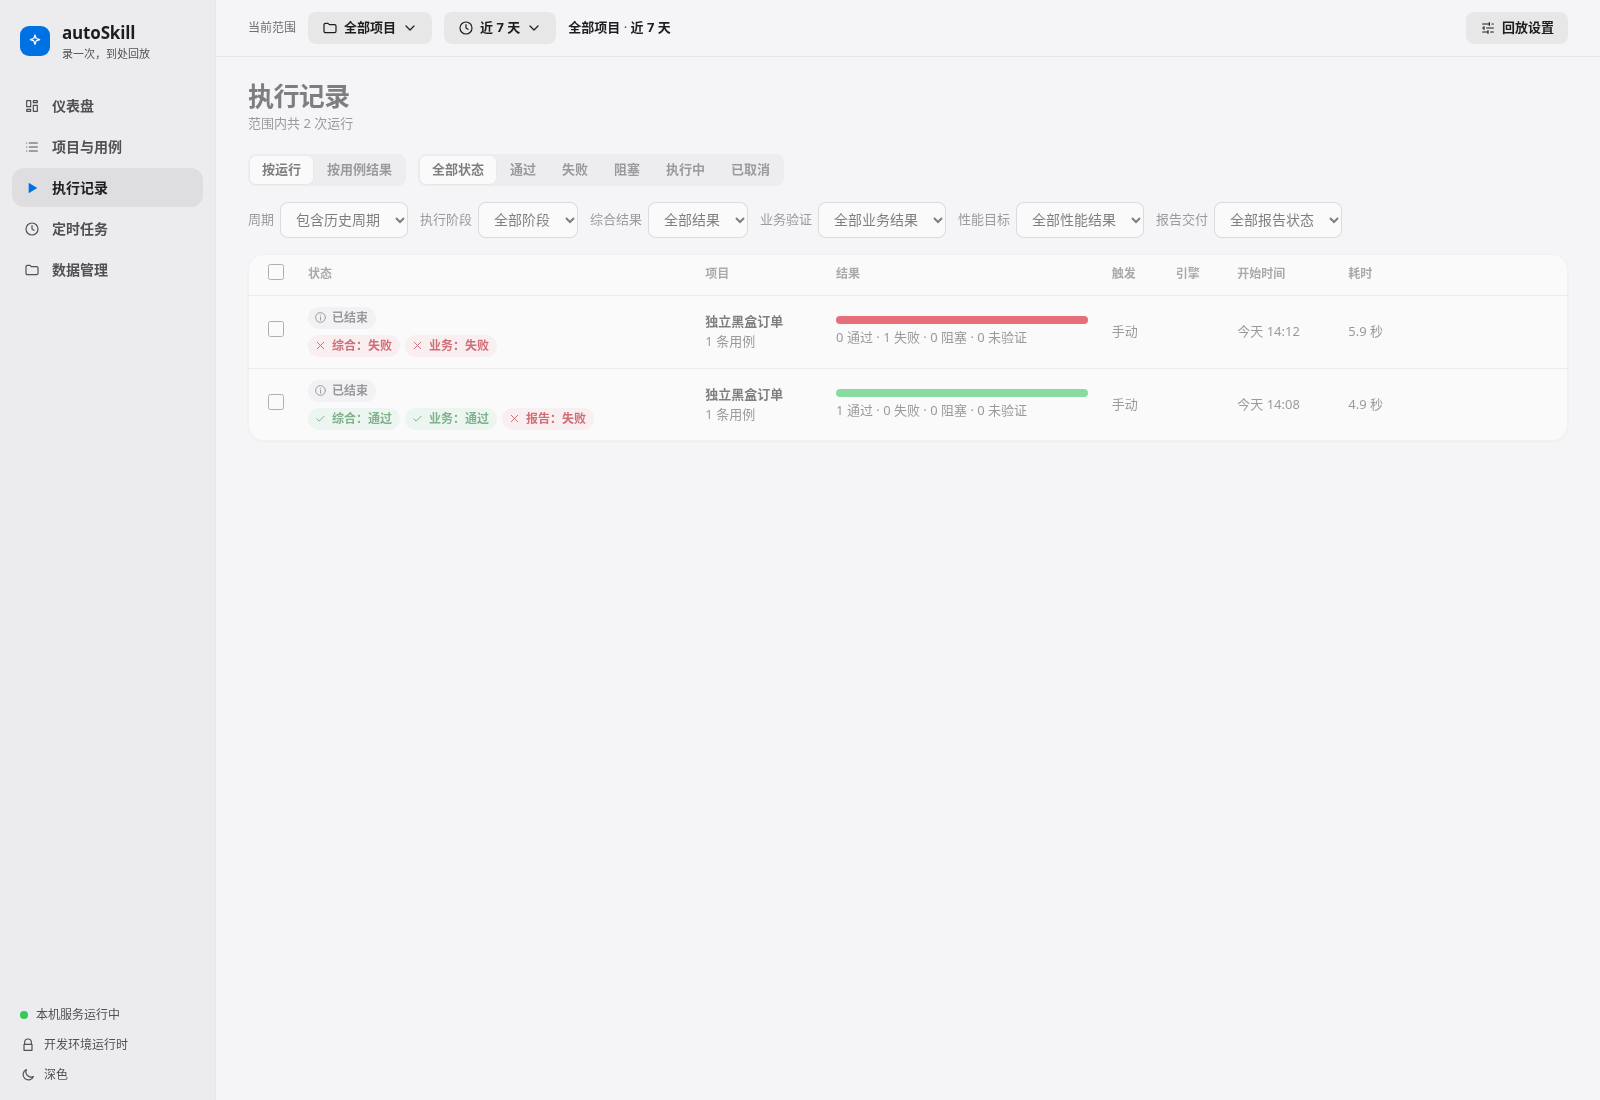 autoSkill
录一次，到处回放
仪表盘
项目与用例
执行记录
定时任务
数据管理
本机服务运行中
开发环境运行时
深色
当前范围 全部项目 近 7 天 全部项目 · 近 7 天 回放设置
执行记录
范围内共 2 次运行
按运行 按用例结果 全部状态 通过 失败 阻塞 执行中 已取消
周期 包含历史周期 执行阶段 全部阶段 综合结果 全部结果 业务验证 全部业务结果 性能目标 全部性能结果 报告交付 全部报告状态
状态 项目 结果 触发 引擎 开始时间 耗时
已结束
综合：失败 业务：失败
独立黑盒订单
1 条用例
0 通过 · 1 失败 · 0 阻塞 · 0 未验证
手动 今天 14:12 5.9 秒
已结束
综合：通过 业务：通过 报告：失败
独立黑盒订单
1 条用例
1 通过 · 0 失败 · 0 阻塞 · 0 未验证
手动 今天 14:08 4.9 秒